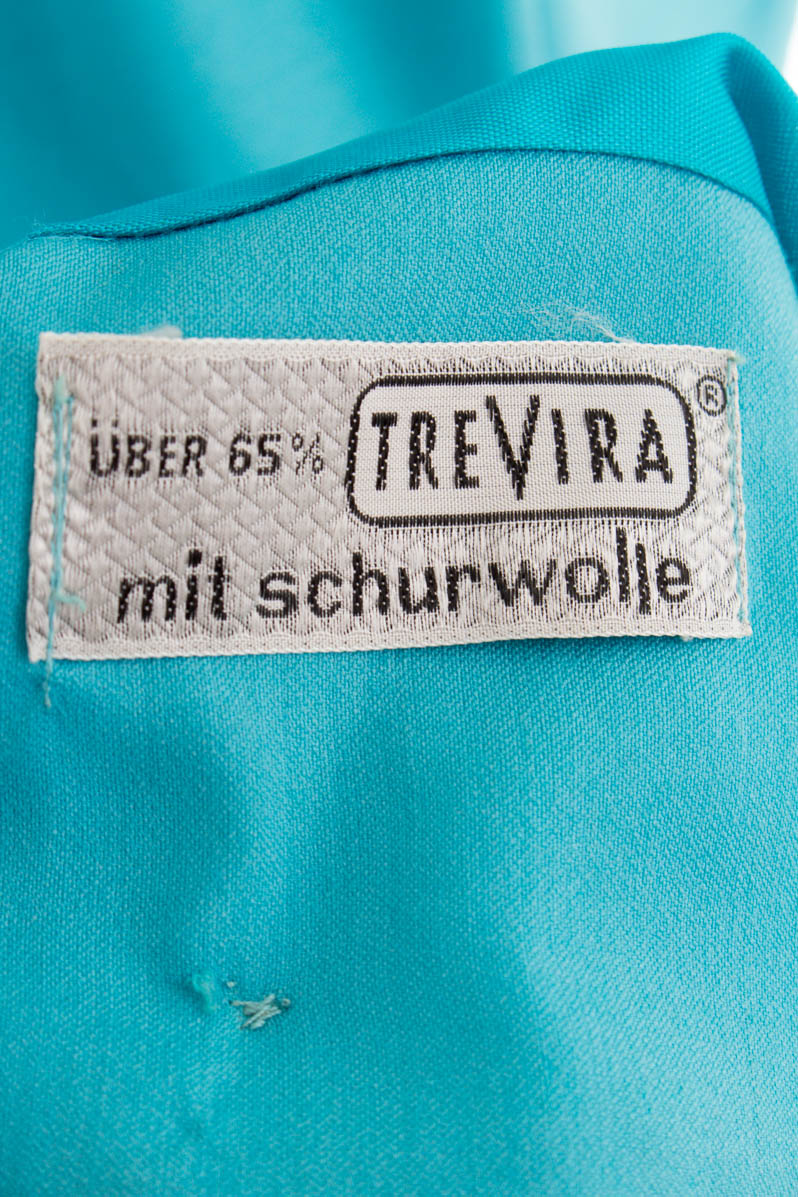 ÜBER 65% TREVIRA ®
mit schurwolle